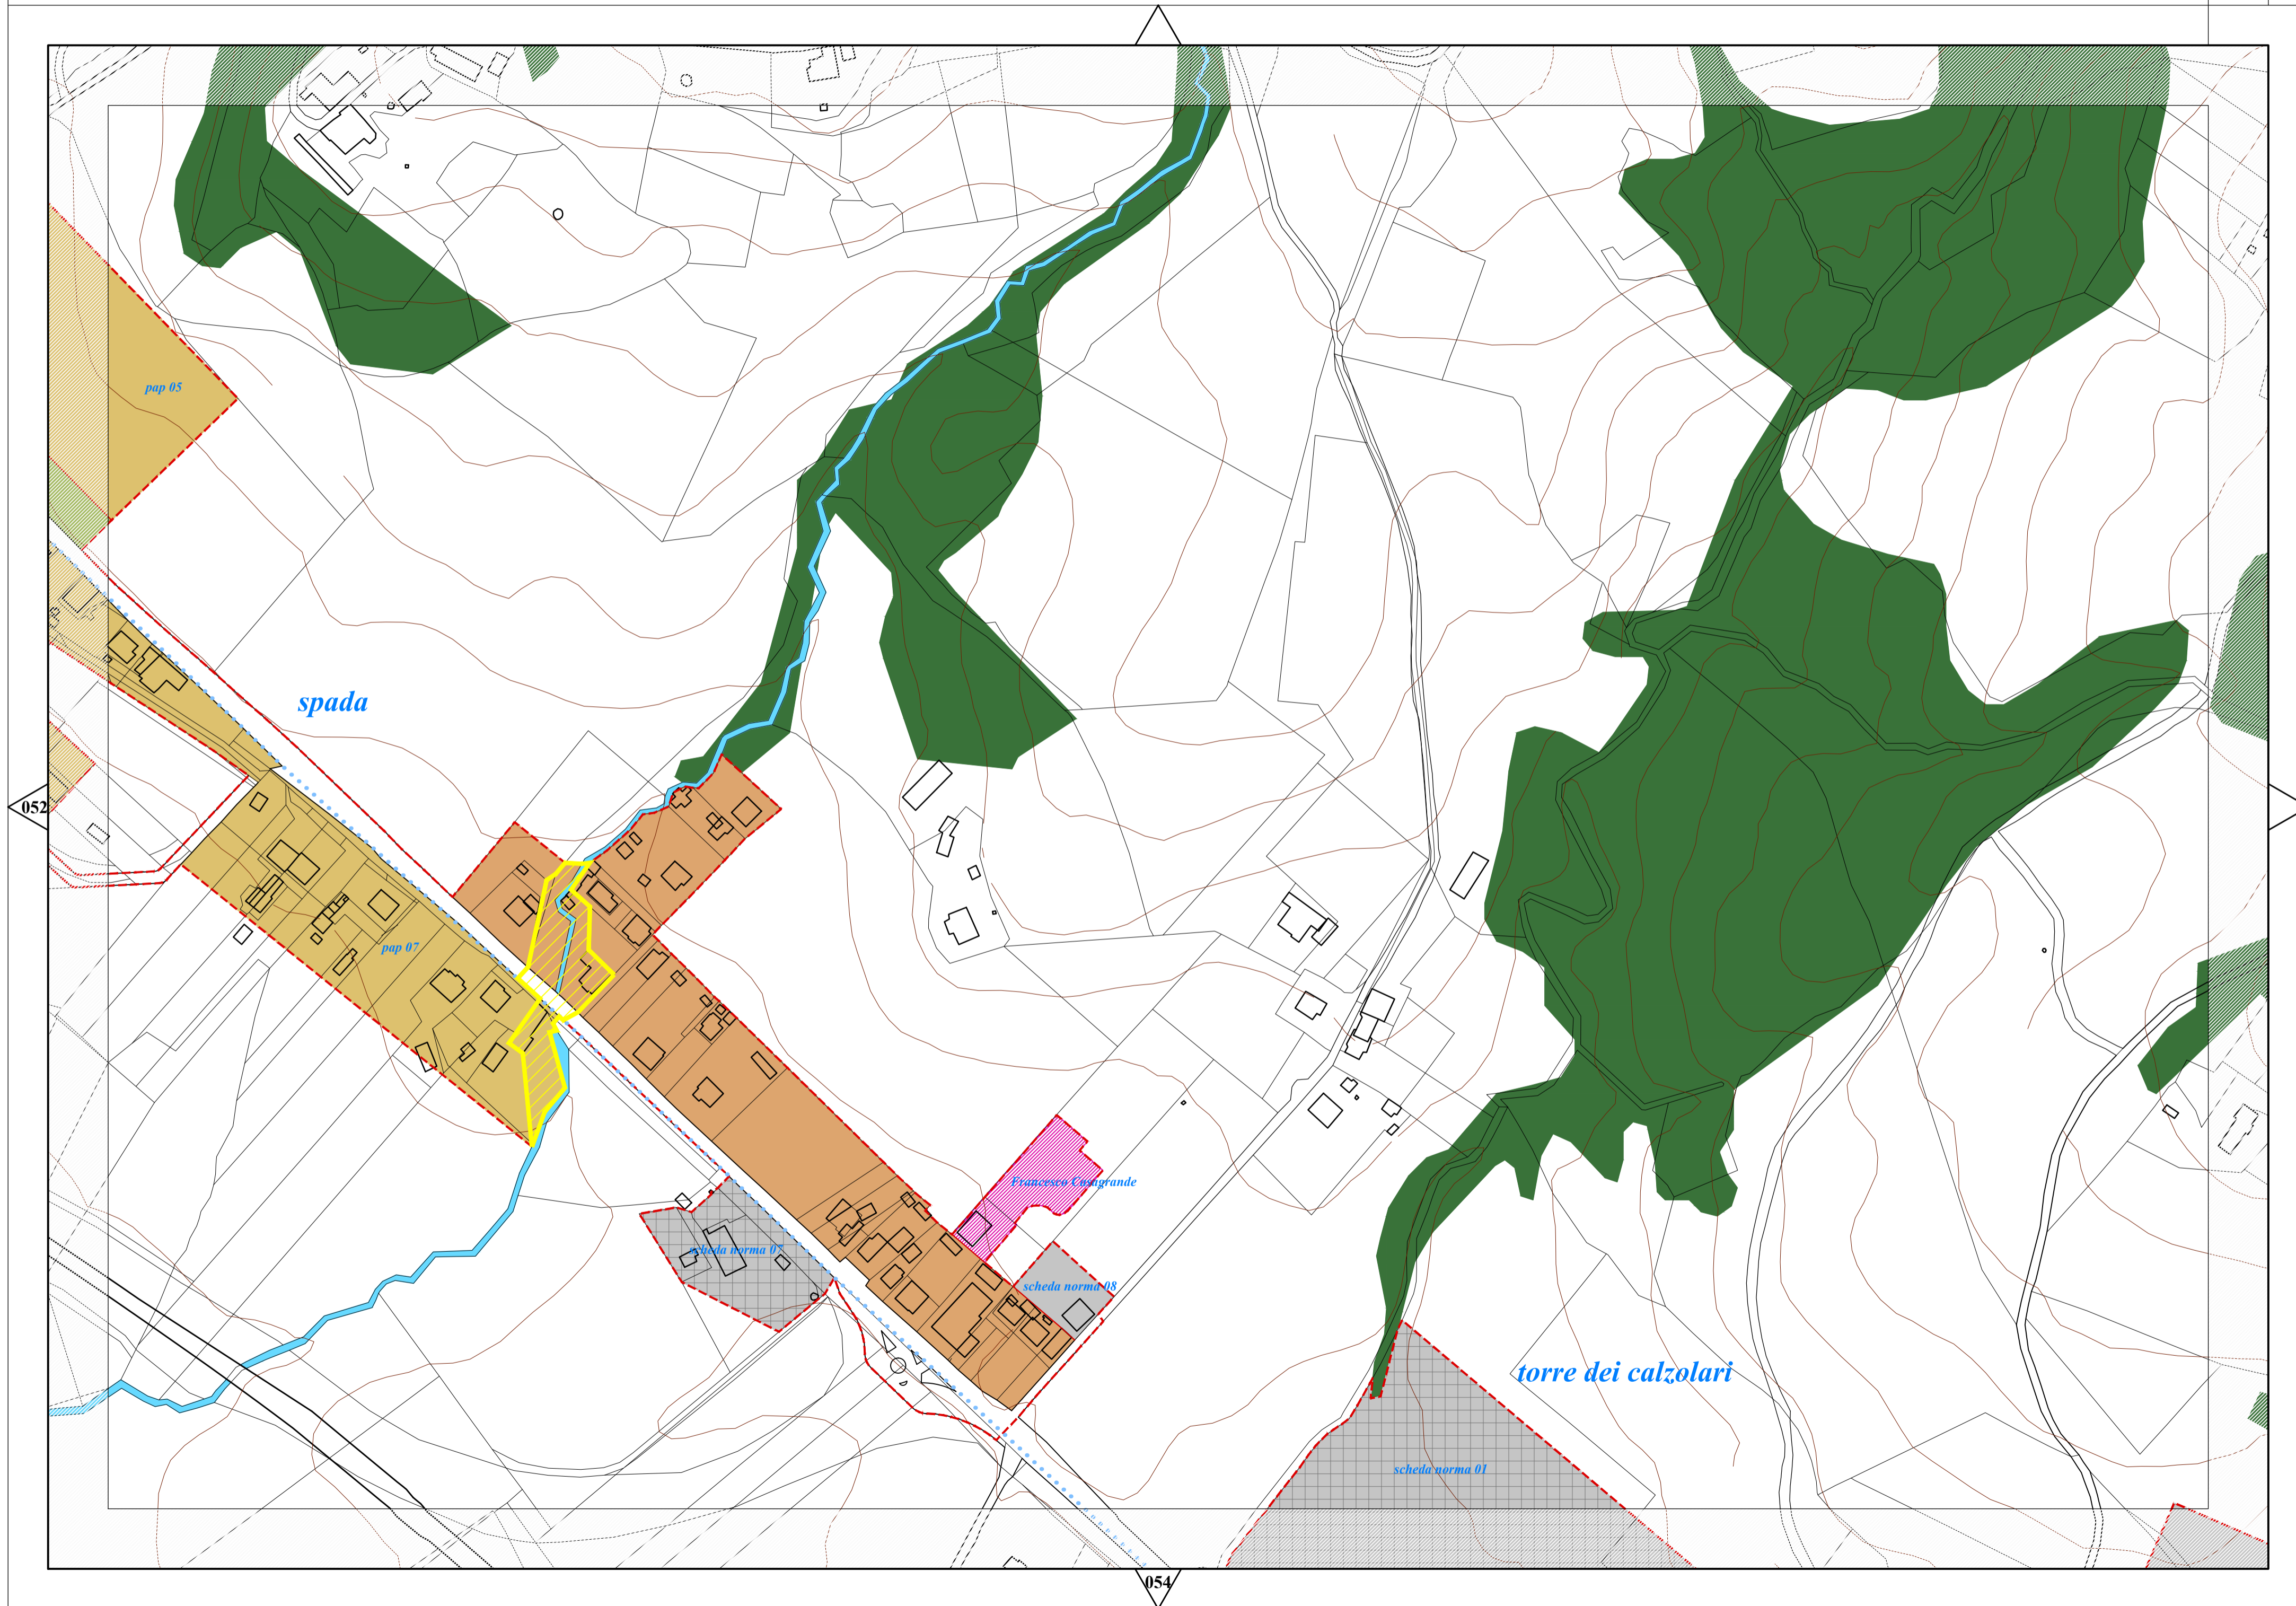 pap 05
spada
052
pap 07
Francesco Casagrande
scheda norma 07
scheda norma 08
torre dei calzolari
scheda norma 01
054